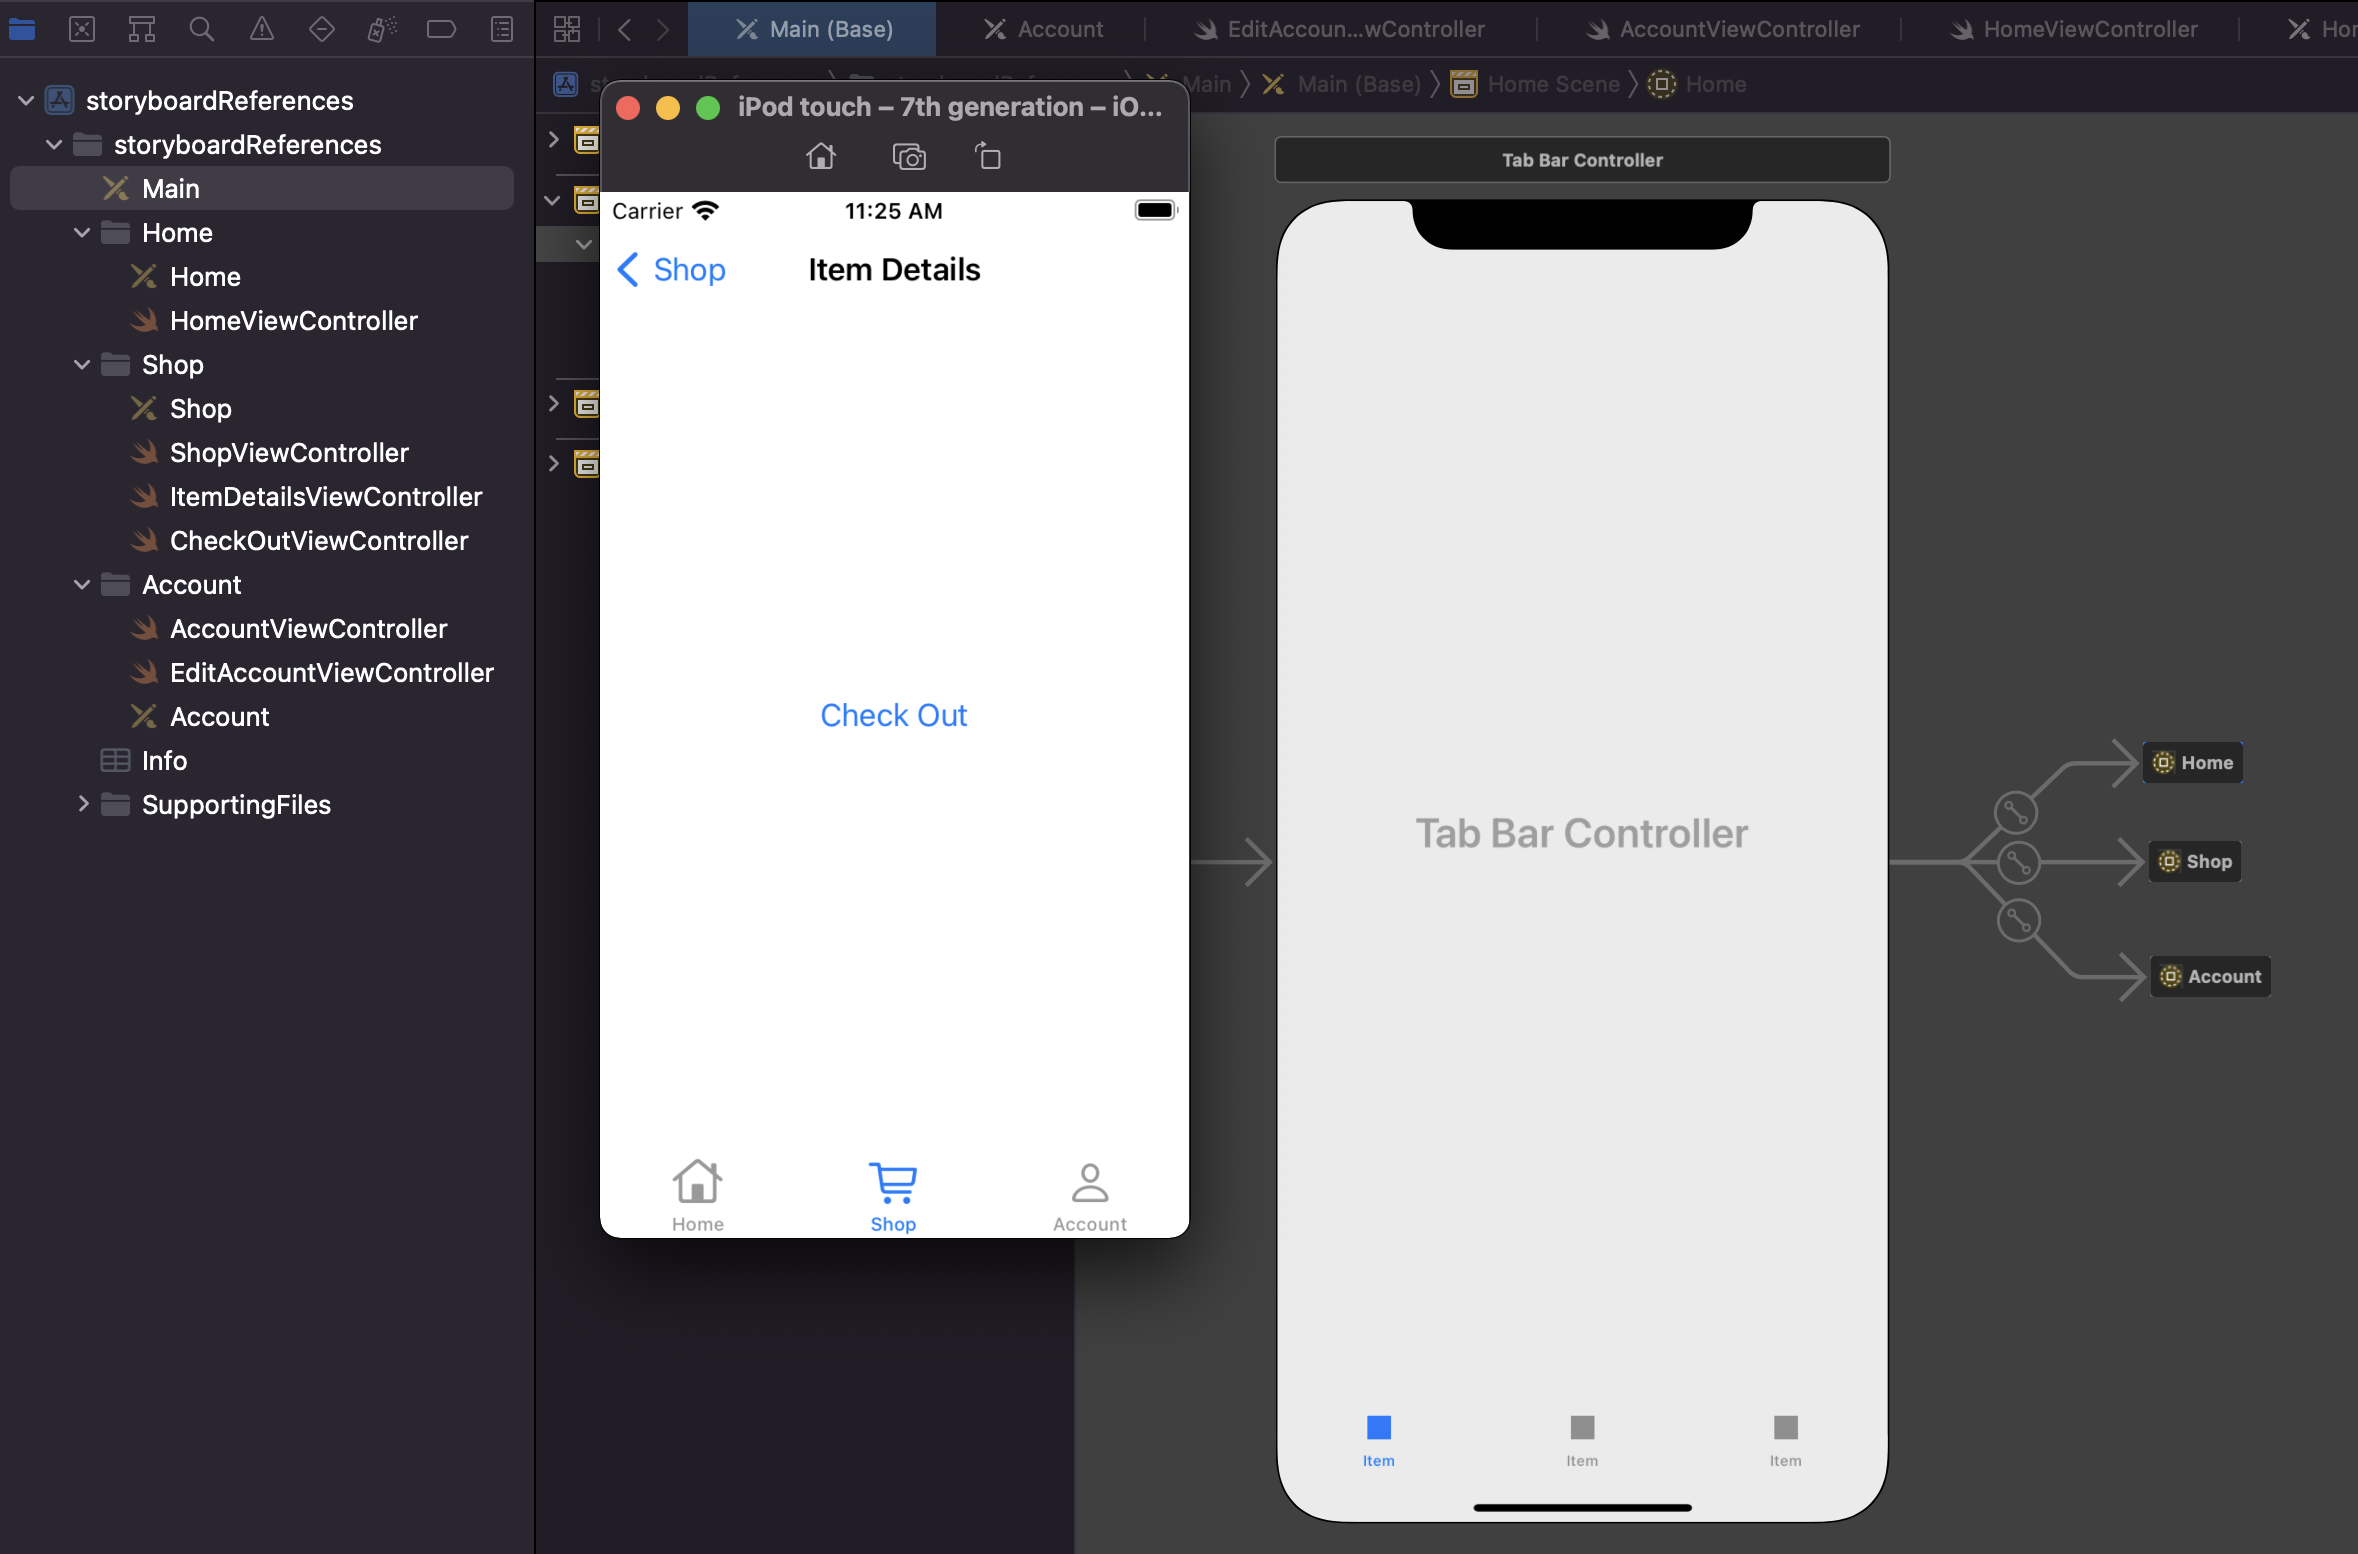 Main (Base)
Account
EditAccoun...wController
AccountViewController
HomeViewController
Hor
Main
Main (Base)
Home Scene
Home
storyboardReferences
storyboardReferences
Main
Home
Home
HomeViewController
Shop
Shop
ShopViewController
ItemDetailsViewController
CheckOutViewController
Account
AccountViewController
EditAccountViewController
Account
Info
SupportingFiles
iPod touch – 7th generation – iO...
Carrier
11:25 AM
Shop
Item Details
Check Out
Home
Shop
Account
Tab Bar Controller
Tab Bar Controller
Item
Item
Item
Home
Shop
Account